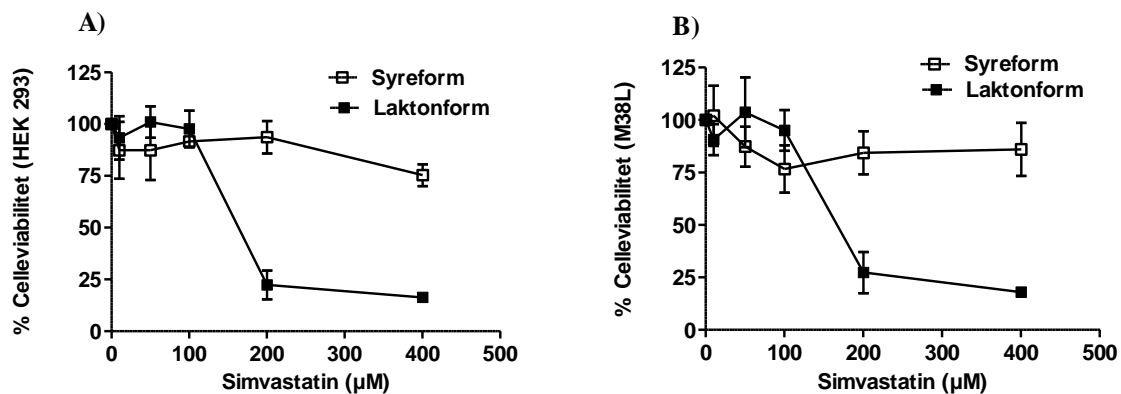 A)
% Celleviabilitet (HEK 293)
125
100
75
50
25
0
Syreform
Laktonform
0 100 200 300 400 500
Simvastatin (µM)
B)
% Celleviabilitet (M38L)
125
100
75
50
25
0
Syreform
Laktonform
0 100 200 300 400 500
Simvastatin (µM)